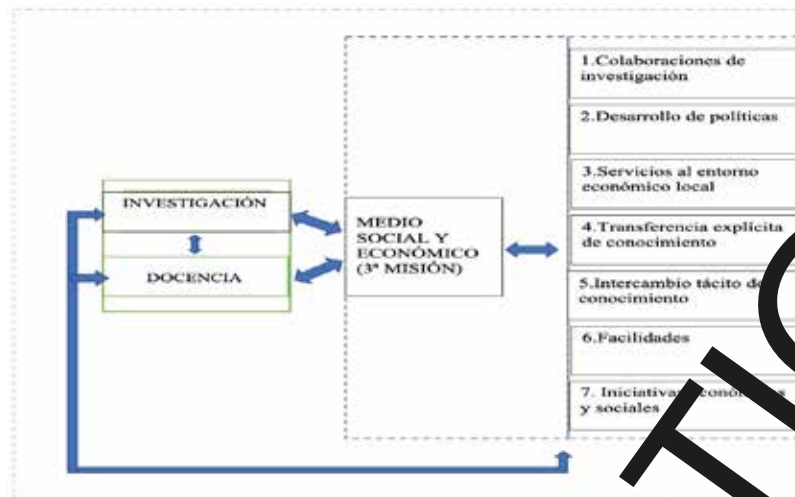 INVESTIGACIÓN
DOCENCIA
MEDIO
SOCIAL Y
ECONÓMICO
(3ª MISIÓN)
1.Colaboraciones de
investigación
2.Desarrollo de políticas
3.Servicios al entorno
económico local
4.Transferencia explícita
de conocimiento
5.Intercambio tácito de
conocimiento
6.Facilidades
7. Iniciativas
y sociales